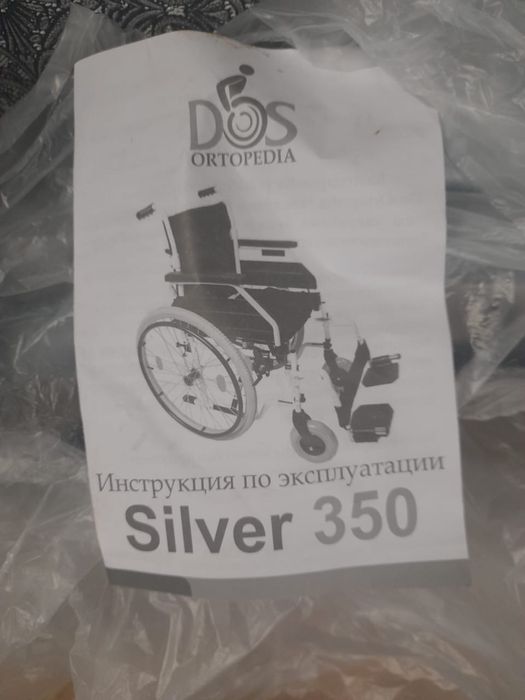 DOS
ORTOPEDIA
Инструкция по эксплуатации
Silver 350